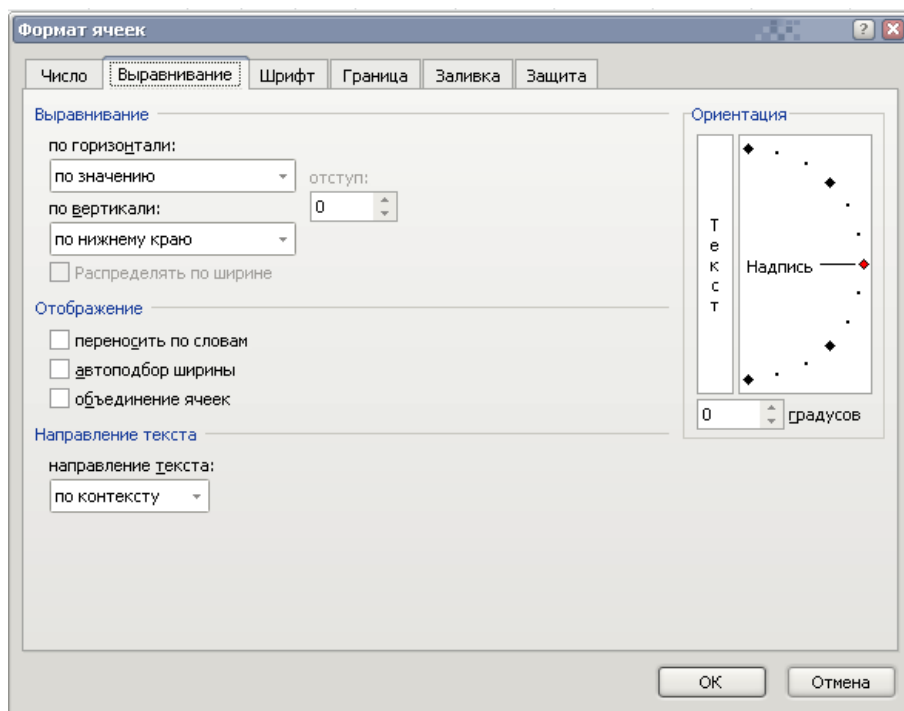 Формат ячеек
Число Выравнивание Шрифт Граница Заливка Защита
Выравнивание
по горизонтали:
по значению
отступ:
0
по вертикали:
по нижнему краю
Распределять по ширине
Отображение
переносить по словам
автоподбор ширины
объединение ячеек
Направление текста
направление текста:
по контексту
Ориентация
Текст
Надпись
0 градусов
ОК Отмена